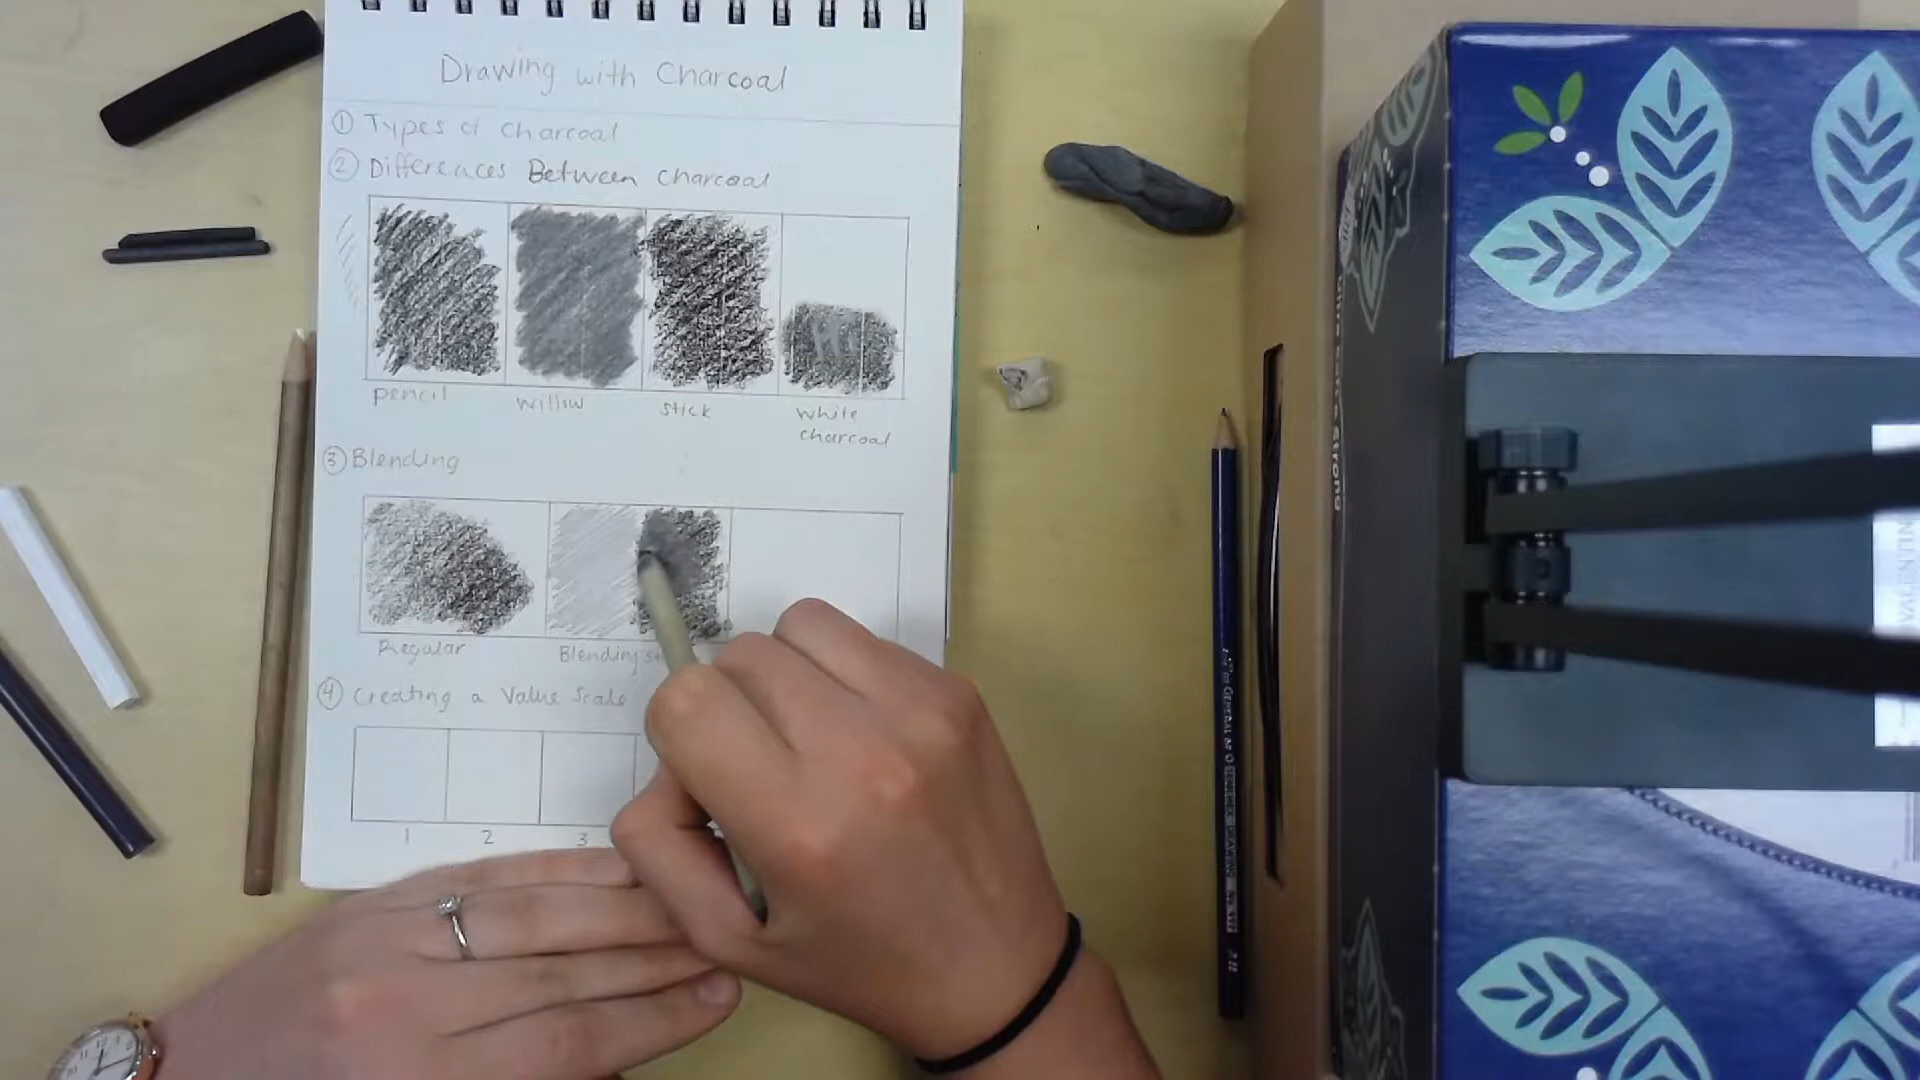 Drawing with Charcoal
① Types of charcoal
② Differences Between charcoal
pencil
willow
stick
white
charcoal
③ Blending
Regular
Blending
④ Creating a Value Scale
1
2
3